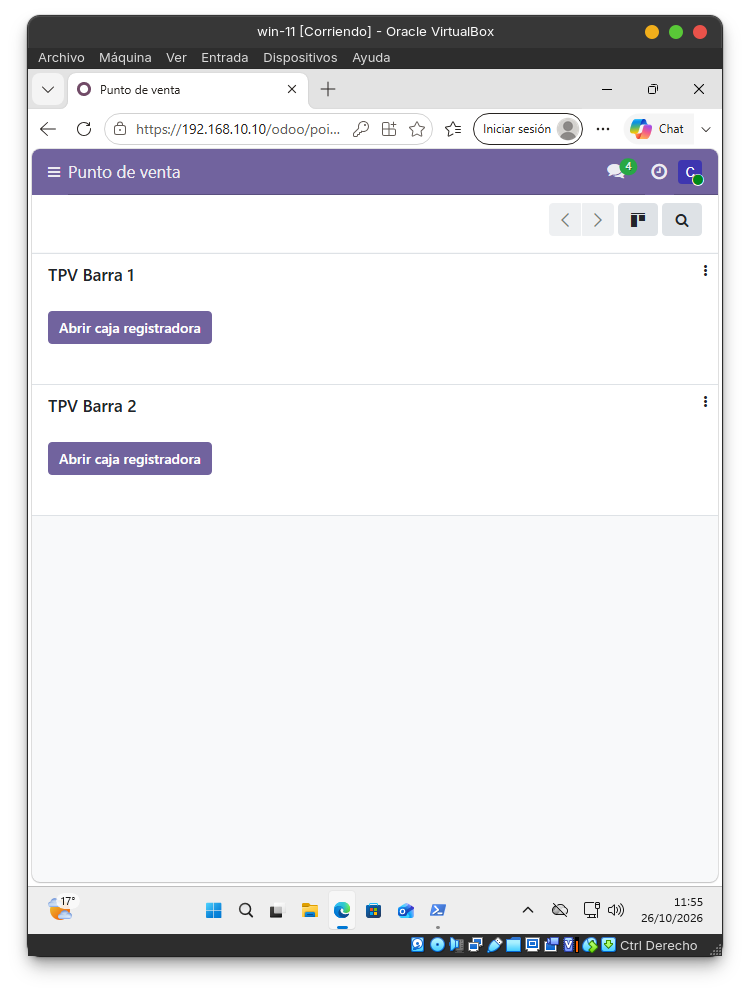 win-11 [Corriendo] - Oracle VirtualBox
Archivo Máquina Ver Entrada Dispositivos Ayuda
Punto de venta
https://192.168.10.10/odoo/poi... Iniciar sesión Chat
Punto de venta 4 C
TPV Barra 1
Abrir caja registradora
TPV Barra 2
Abrir caja registradora
17° 11:55
26/10/2026
Ctrl Derecho